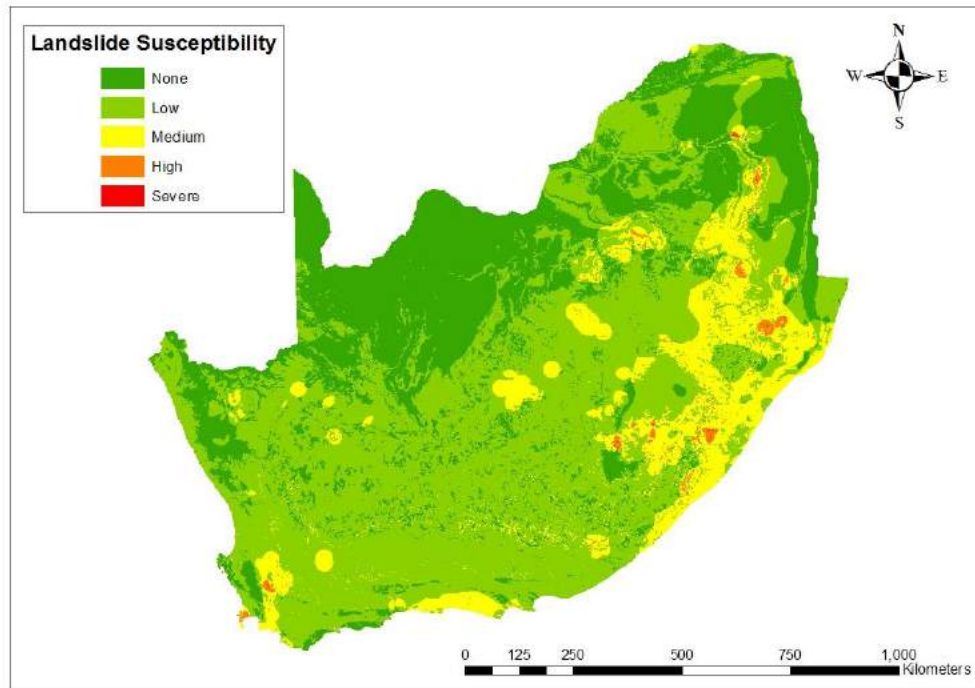 Landslide Susceptibility
None
Low
Medium
High
Severe
N
W E
S
0 125 250 500 750 1,000
Kilometers